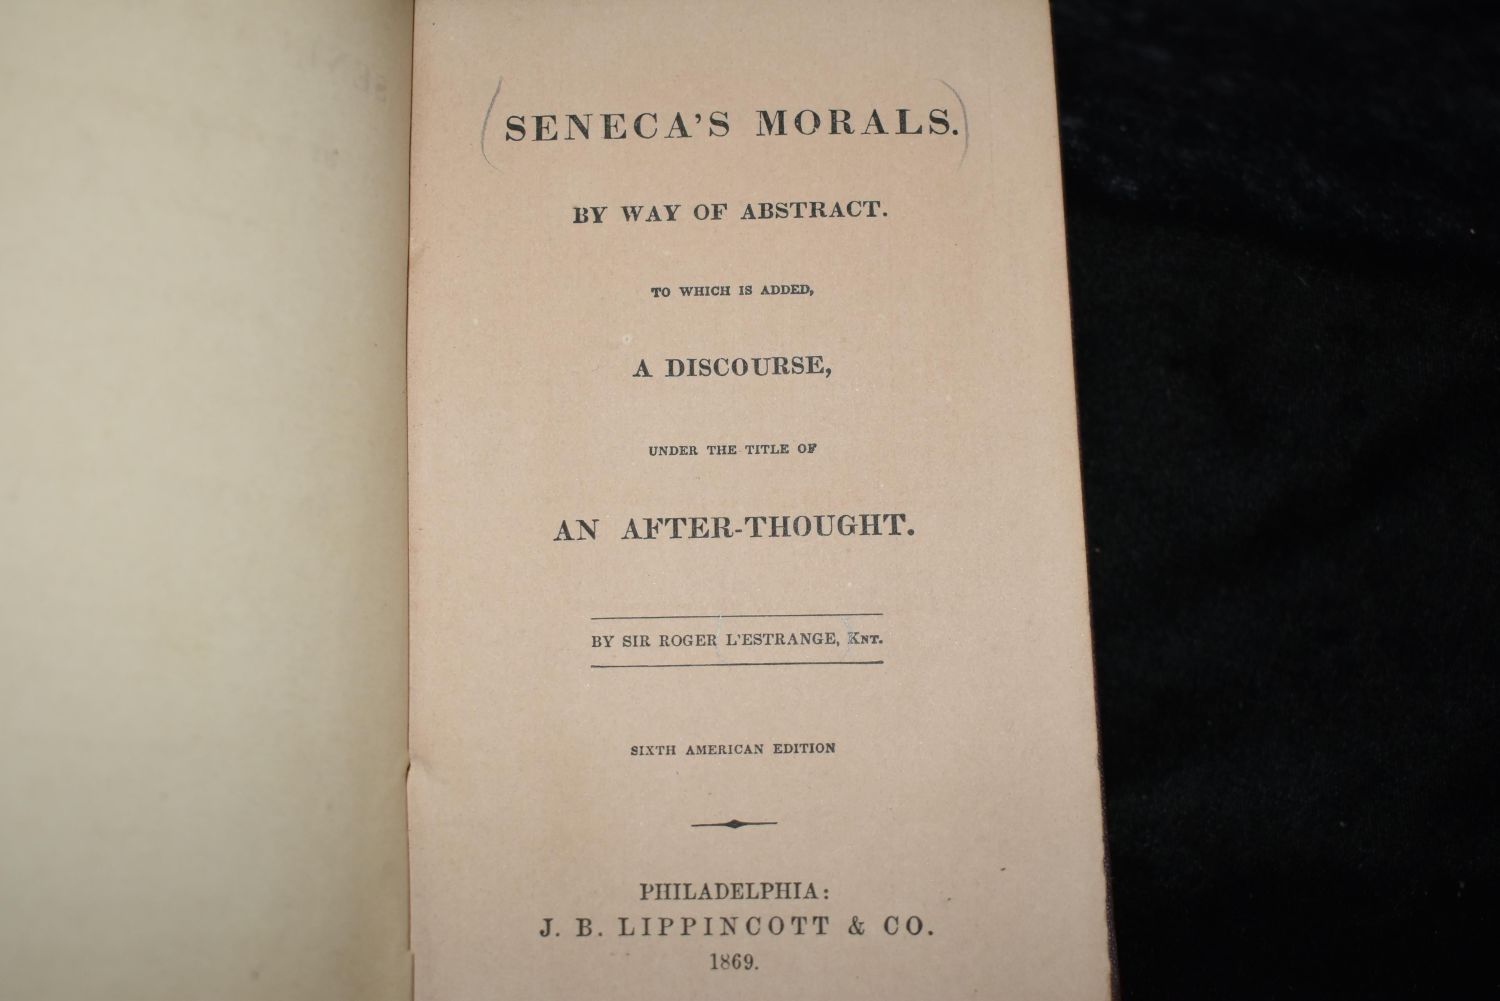 SENECA'S MORALS.
BY WAY OF ABSTRACT.
TO WHICH IS ADDED,
A DISCOURSE,
UNDER THE TITLE OF
AN AFTER-THOUGHT.
BY SIR ROGER L'ESTRANGE, KNT.
SIXTH AMERICAN EDITION
PHILADELPHIA:
J. B. LIPPINCOTT & CO.
1869.